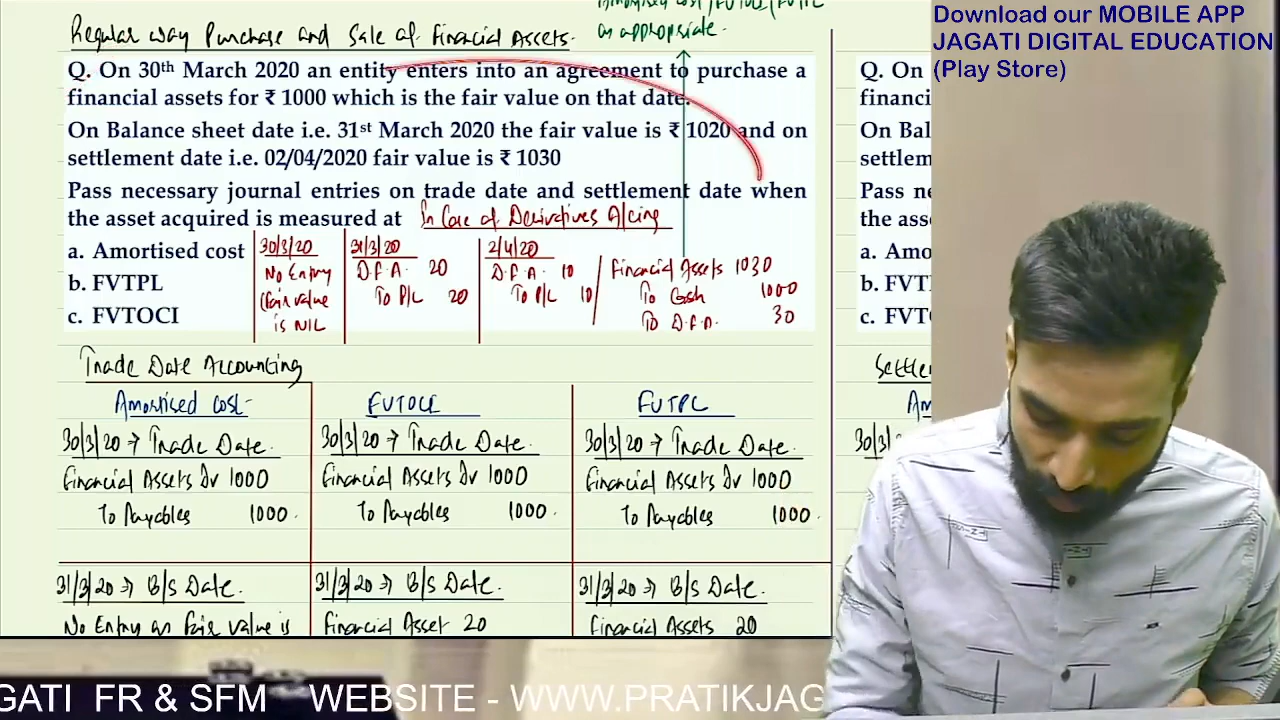 Amortised cost/FVTOCI/FVTPL
as appropriate.
Regular way Purchase and Sale of Financial Assets.
Q. On 30th March 2020 an entity enters into an agreement to purchase a
financial assets for ₹ 1000 which is the fair value on that date.
On Balance sheet date i.e. 31st March 2020 the fair value is ₹ 1020 and on
settlement date i.e. 02/04/2020 fair value is ₹ 1030
Pass necessary journal entries on trade date and settlement date when
the asset acquired is measured at
In Case of Derivatives A/cing
a. Amortised cost
b. FVTPL
c. FVTOCI
30/3/20
No Entry
(Fair value
is NIL
31/3/20
D.F.A. 20
To P/L 20
2/4/20
D.F.A. 10
To P/L 10
Financial Assets 1030
To Cash 1000
To D.F.A. 30
Trade Date Accounting
Amortised cost
30/3/20 → Trade Date
Financial Assets Dr 1000
To Payables 1000
31/3/20 → B/S Date.
No Entry as Fair value is
FVTOCI
30/3/20 → Trade Date.
Financial Assets Dr 1000
To Payables 1000
31/3/20 → B/S Date.
Financial Asset 20
FVTPL
30/3/20 → Trade Date.
Financial Assets Dr 1000
To Payables 1000
31/3/20 → B/S Date.
Financial Assets 20
Q. On
financi
On Bal
settlem
Pass ne
the ass
a. Amo
b. FVT
c. FVT
Settle
Am
30/3
Download our MOBILE APP
JAGATI DIGITAL EDUCATION
(Play Store)
GATI FR & SFM WEBSITE - WWW.PRATIKJAG